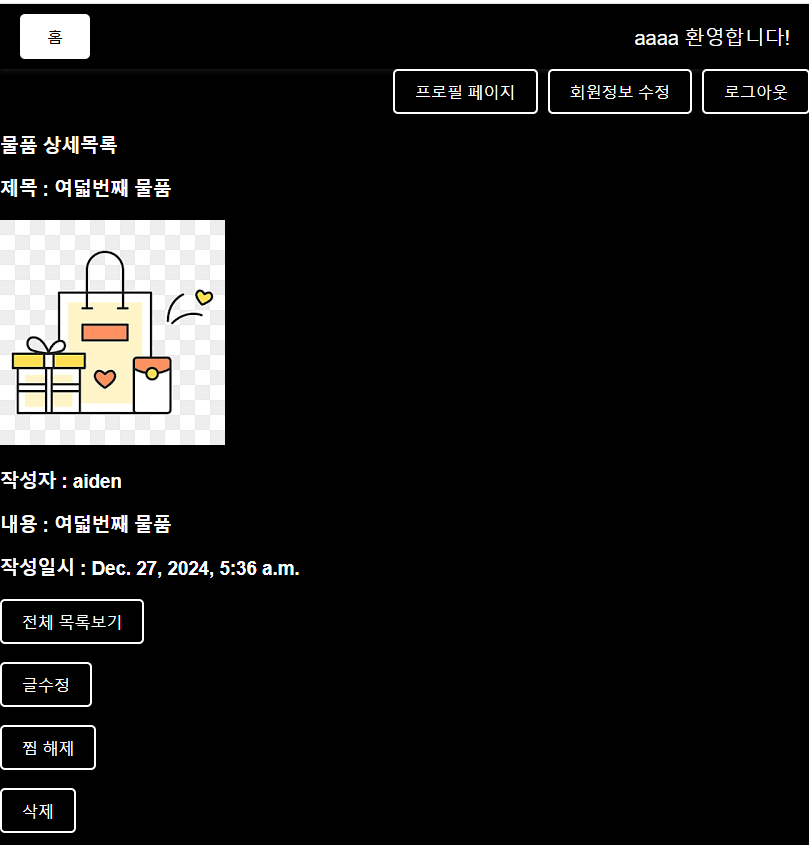 홈
aaaa 환영합니다!
프로필 페이지 회원정보 수정 로그아웃
물품 상세목록
제목 : 여덟번째 물품
작성자 : aiden
내용 : 여덟번째 물품
작성일시 : Dec. 27, 2024, 5:36 a.m.
전체 목록보기
글수정
찜 해제
삭제